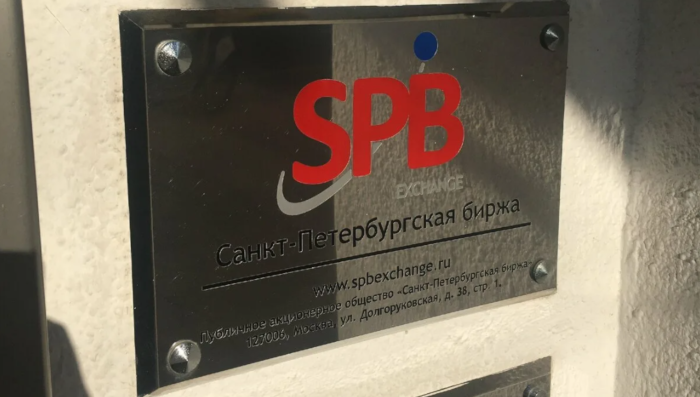 SPB
EXCHANGE
Санкт-Петербургская биржа
www.spbexchange.ru
Публичное акционерное общество «Санкт-Петербургская биржа»
127006, Москва, ул. Долгоруковская, д. 38, стр. 1.